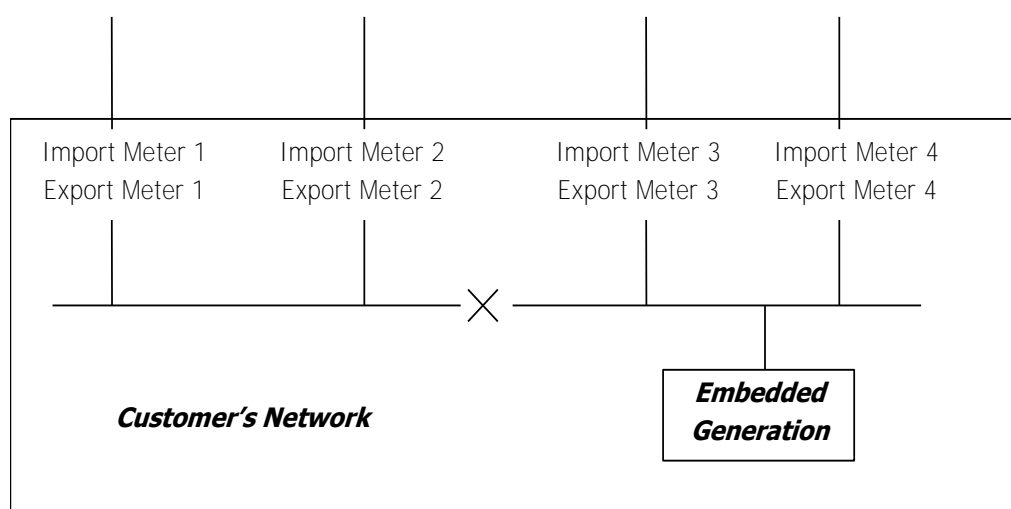 Import Meter 1
Export Meter 1
Import Meter 2
Export Meter 2
Import Meter 3
Export Meter 3
Import Meter 4
Export Meter 4
Customer's Network
Embedded
Generation